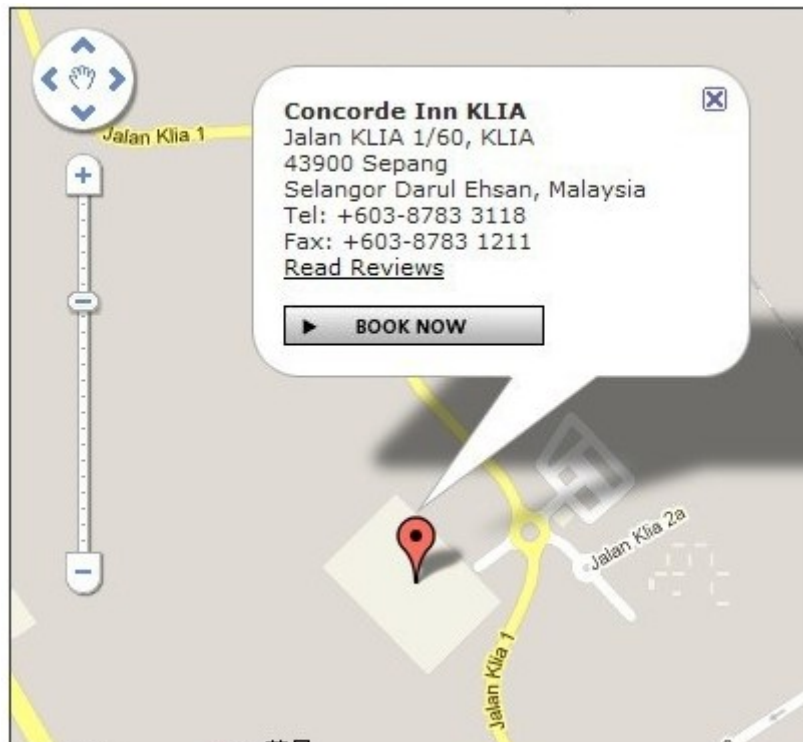 Jalan Klia 1
Concorde Inn KLIA
Jalan KLIA 1/60, KLIA
43900 Sepang
Selangor Darul Ehsan, Malaysia
Tel: +603-8783 3118
Fax: +603-8783 1211
Read Reviews
BOOK NOW
Jalan Klia 2a
Jalan Klia 1